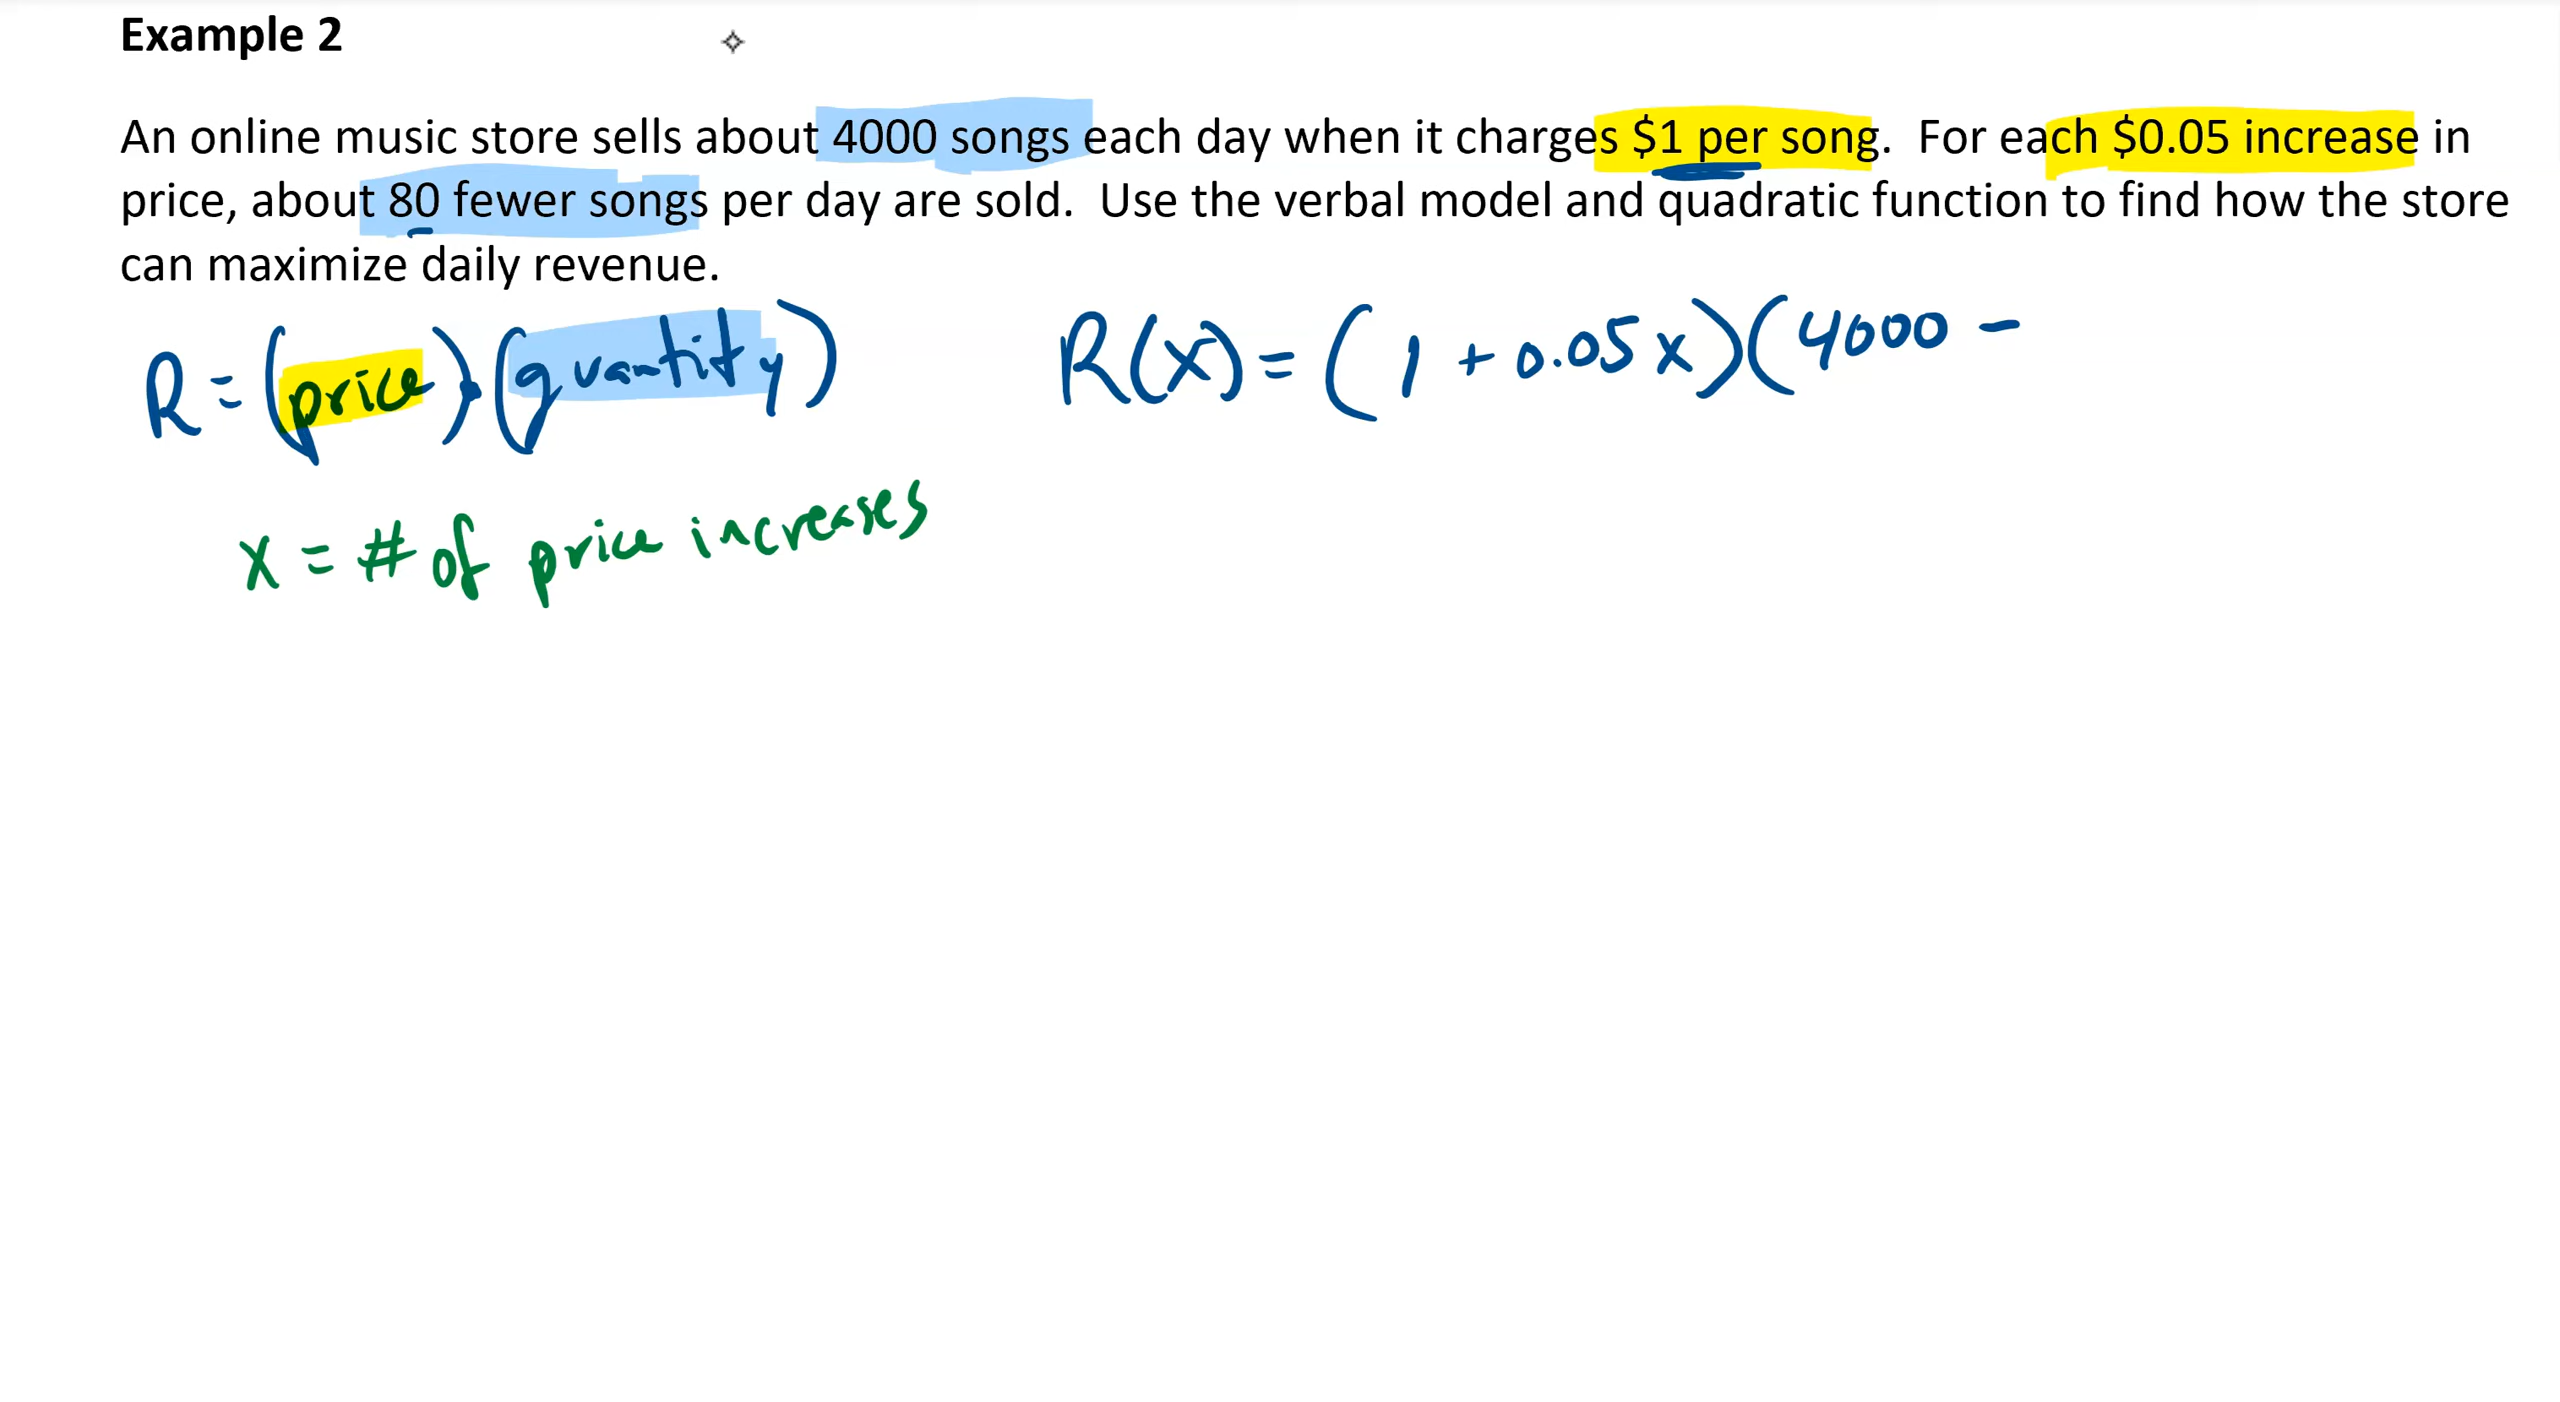 Example 2
An online music store sells about 4000 songs each day when it charges $1 per song. For each $0.05 increase in
price, about 80 fewer songs per day are sold. Use the verbal model and quadratic function to find how the store
can maximize daily revenue.
R = (price)•(quantity)
R(x) = (1 + 0.05x)(4000 -
x = # of price increases